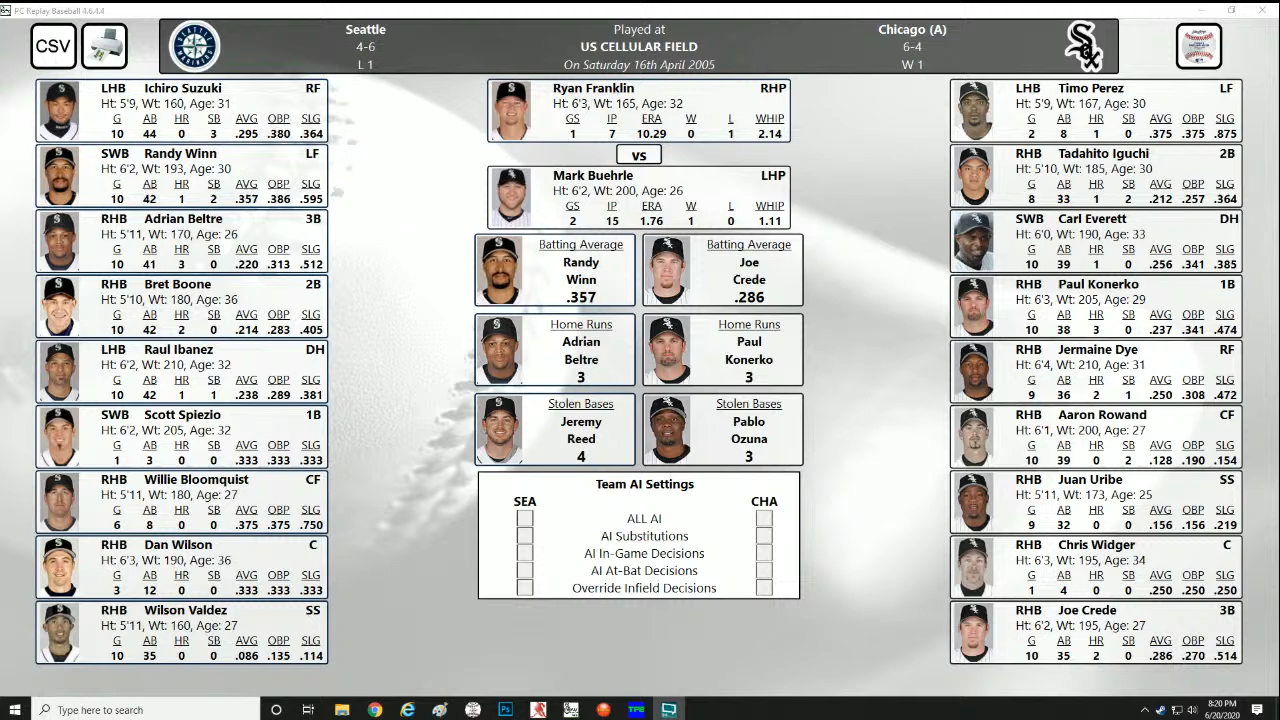 PC Replay Baseball 4.6.4.4
CSV
Seattle
4-6
L 1
Played at
US CELLULAR FIELD
On Saturday 16th April 2005
Chicago (A)
6-4
W 1
LHB Ichiro Suzuki RF
Ht: 5'9, Wt: 160, Age: 31
G AB HR SB AVG OBP SLG
10 44 0 3 .295 .380 .364
SWB Randy Winn LF
Ht: 6'2, Wt: 193, Age: 30
G AB HR SB AVG OBP SLG
10 42 1 2 .357 .386 .595
RHB Adrian Beltre 3B
Ht: 5'11, Wt: 170, Age: 26
G AB HR SB AVG OBP SLG
10 41 3 0 .220 .313 .512
RHB Bret Boone 2B
Ht: 5'10, Wt: 180, Age: 36
G AB HR SB AVG OBP SLG
10 42 2 0 .214 .283 .405
LHB Raul Ibanez DH
Ht: 6'2, Wt: 210, Age: 32
G AB HR SB AVG OBP SLG
10 42 1 1 .238 .289 .381
SWB Scott Spiezio 1B
Ht: 6'2, Wt: 205, Age: 32
G AB HR SB AVG OBP SLG
1 3 0 0 .333 .333 .333
RHB Willie Bloomquist CF
Ht: 5'11, Wt: 180, Age: 27
G AB HR SB AVG OBP SLG
6 8 0 0 .375 .375 .750
RHB Dan Wilson C
Ht: 6'3, Wt: 190, Age: 36
G AB HR SB AVG OBP SLG
3 12 0 0 .333 .333 .333
RHB Wilson Valdez SS
Ht: 5'11, Wt: 160, Age: 27
G AB HR SB AVG OBP SLG
10 35 0 0 .086 .135 .114
Ryan Franklin RHP
Ht: 6'3, Wt: 165, Age: 32
GS IP ERA W L WHIP
1 7 10.29 0 1 2.14
vs
Mark Buehrle LHP
Ht: 6'2, Wt: 200, Age: 26
GS IP ERA W L WHIP
2 15 1.76 1 0 1.11
Batting Average
Randy
Winn
.357
Batting Average
Joe
Crede
.286
Home Runs
Adrian
Beltre
3
Home Runs
Paul
Konerko
3
Stolen Bases
Jeremy
Reed
4
Stolen Bases
Pablo
Ozuna
3
Team AI Settings
SEA CHA
ALL AI
AI Substitutions
AI In-Game Decisions
AI At-Bat Decisions
Override Infield Decisions
LHB Timo Perez LF
Ht: 5'9, Wt: 167, Age: 30
G AB HR SB AVG OBP SLG
2 8 1 0 .375 .375 .875
RHB Tadahito Iguchi 2B
Ht: 5'10, Wt: 185, Age: 30
G AB HR SB AVG OBP SLG
8 33 1 2 .212 .257 .364
SWB Carl Everett DH
Ht: 6'0, Wt: 190, Age: 33
G AB HR SB AVG OBP SLG
10 39 1 0 .256 .341 .385
RHB Paul Konerko 1B
Ht: 6'3, Wt: 205, Age: 29
G AB HR SB AVG OBP SLG
10 38 3 0 .237 .341 .474
RHB Jermaine Dye RF
Ht: 6'4, Wt: 210, Age: 31
G AB HR SB AVG OBP SLG
9 36 2 1 .250 .308 .472
RHB Aaron Rowand CF
Ht: 6'1, Wt: 200, Age: 27
G AB HR SB AVG OBP SLG
10 39 0 2 .128 .190 .154
RHB Juan Uribe SS
Ht: 5'11, Wt: 173, Age: 25
G AB HR SB AVG OBP SLG
9 32 0 0 .156 .156 .219
RHB Chris Widger C
Ht: 6'3, Wt: 195, Age: 34
G AB HR SB AVG OBP SLG
1 4 0 0 .250 .250 .250
RHB Joe Crede 3B
Ht: 6'2, Wt: 195, Age: 27
G AB HR SB AVG OBP SLG
10 35 2 0 .286 .270 .514
Type here to search
8:20 PM
6/20/2020